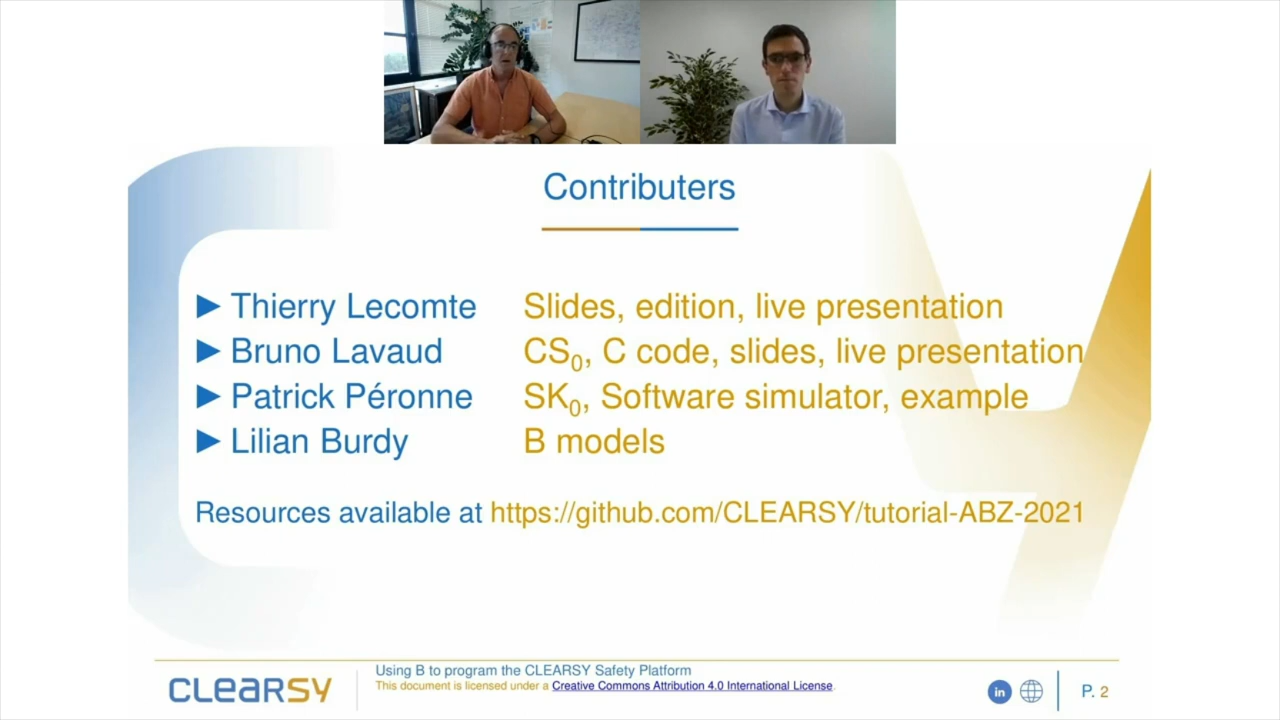 Contributers
► Thierry Lecomte Slides, edition, live presentation
► Bruno Lavaud CS₀, C code, slides, live presentation
► Patrick Péronne SK₀, Software simulator, example
► Lilian Burdy B models
Resources available at https://github.com/CLEARSY/tutorial-ABZ-2021
CLEARSY
Using B to program the CLEARSY Safety Platform
This document is licensed under a Creative Commons Attribution 4.0 International License.
in
P. 2